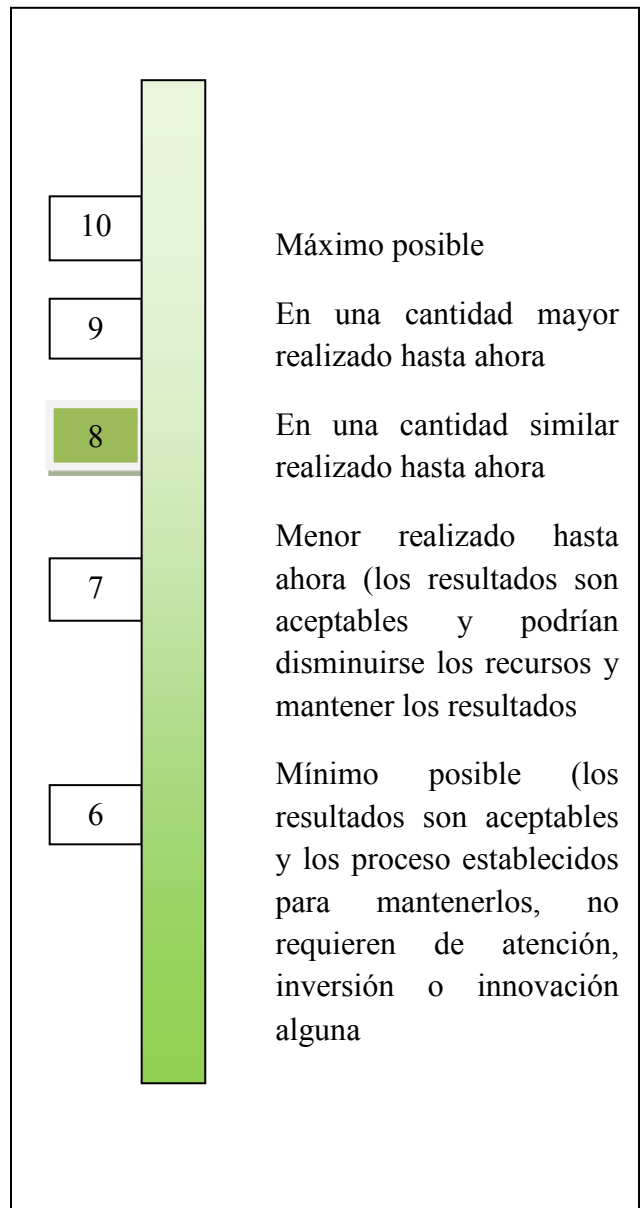 10
Máximo posible
9
En una cantidad mayor
realizado hasta ahora
8
En una cantidad similar
realizado hasta ahora
7
Menor realizado hasta
ahora (los resultados son
aceptables y podrían
disminuirse los recursos y
mantener los resultados
6
Mínimo posible (los
resultados son aceptables
y los proceso establecidos
para mantenerlos, no
requieren de atención,
inversión o innovación
alguna